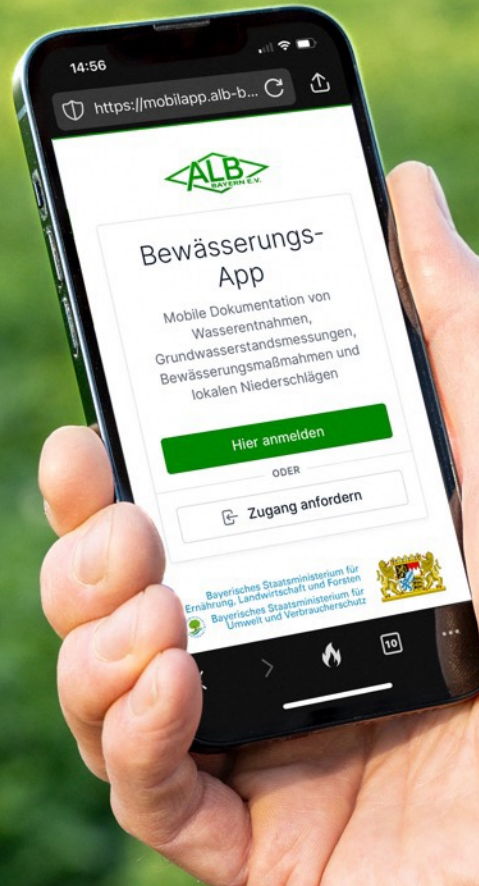 14:56
https://mobilapp.alb-b...
ALB
BAYERN E.V.
Bewässerungs-
App
Mobile Dokumentation von
Wasserentnahmen,
Grundwasserstandsmessungen,
Bewässerungsmaßmahmen und
lokalen Niederschlägen
Hier anmelden
ODER
Zugang anfordern
Bayerisches Staatsministerium für
Ernährung, Landwirtschaft und Forsten
Bayerisches Staatsministerium für
Umwelt und Verbraucherschutz
10